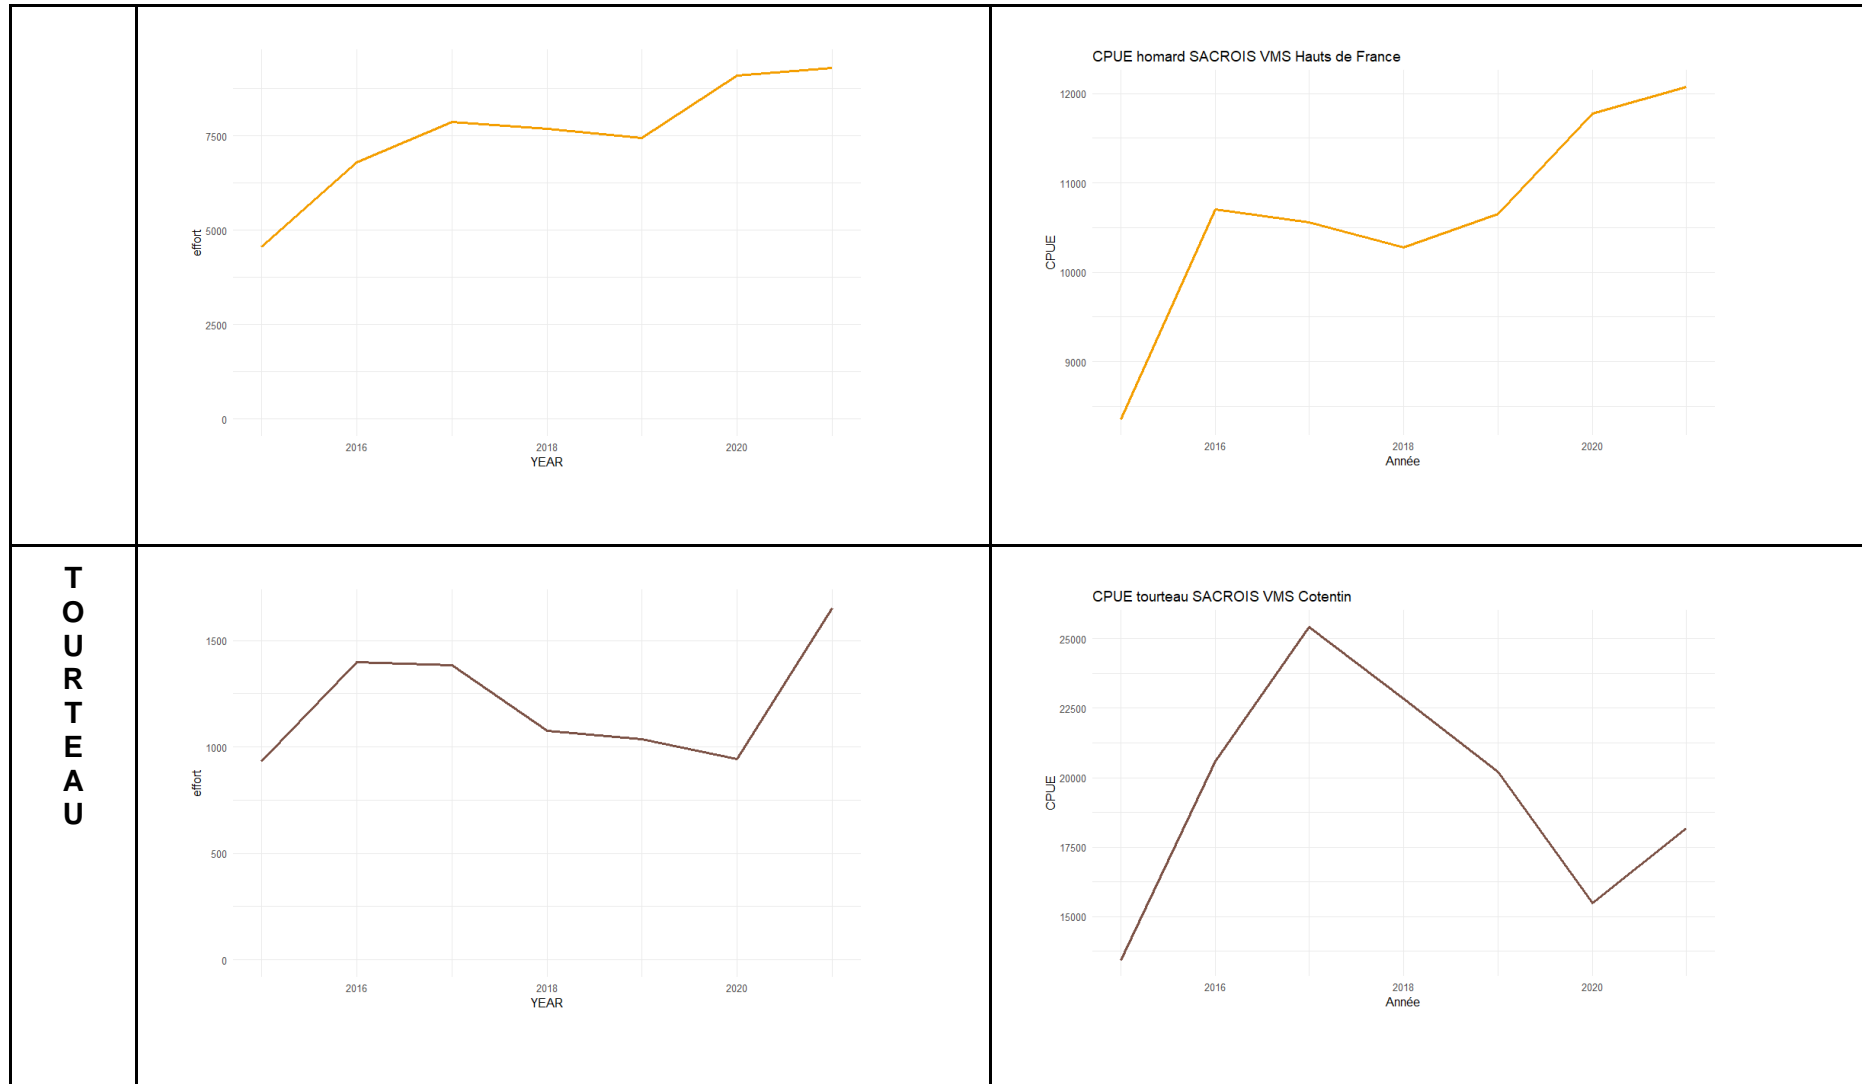 7500
5000
2500
0
effort
2016 2018 2020
YEAR
CPUE homard SACROIS VMS Hauts de France
12000
11000
10000
9000
CPUE
2016 2018 2020
Année
T
O
U
R
T
E
A
U
1500
1000
500
0
effort
2016 2018 2020
YEAR
CPUE tourteau SACROIS VMS Cotentin
25000
22500
20000
17500
15000
CPUE
2016 2018 2020
Année